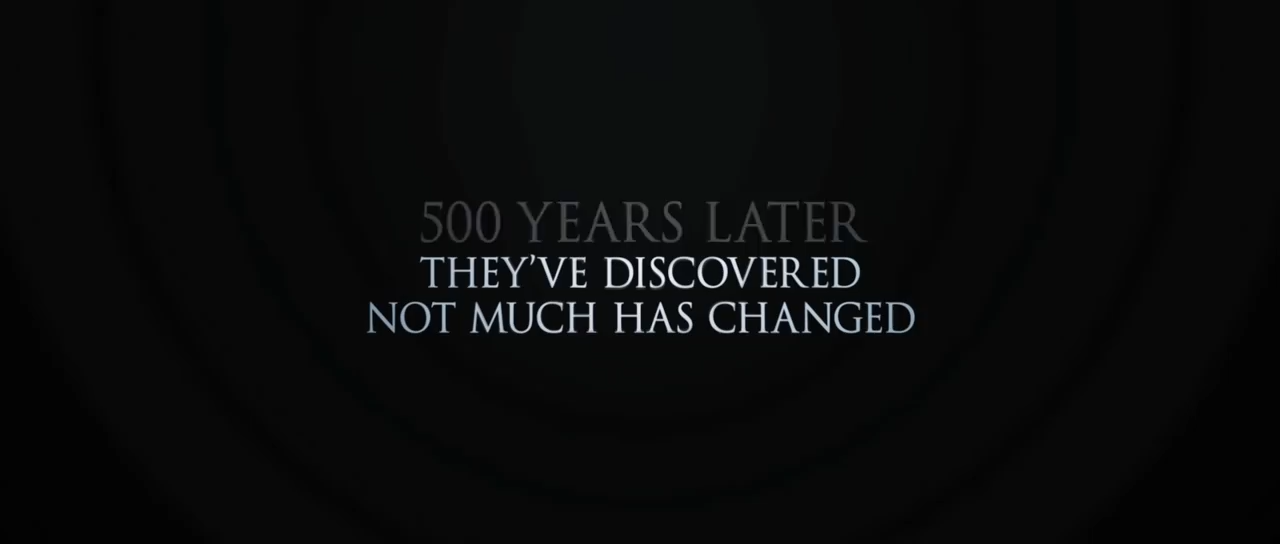 500 YEARS LATER
THEY'VE DISCOVERED
NOT MUCH HAS CHANGED